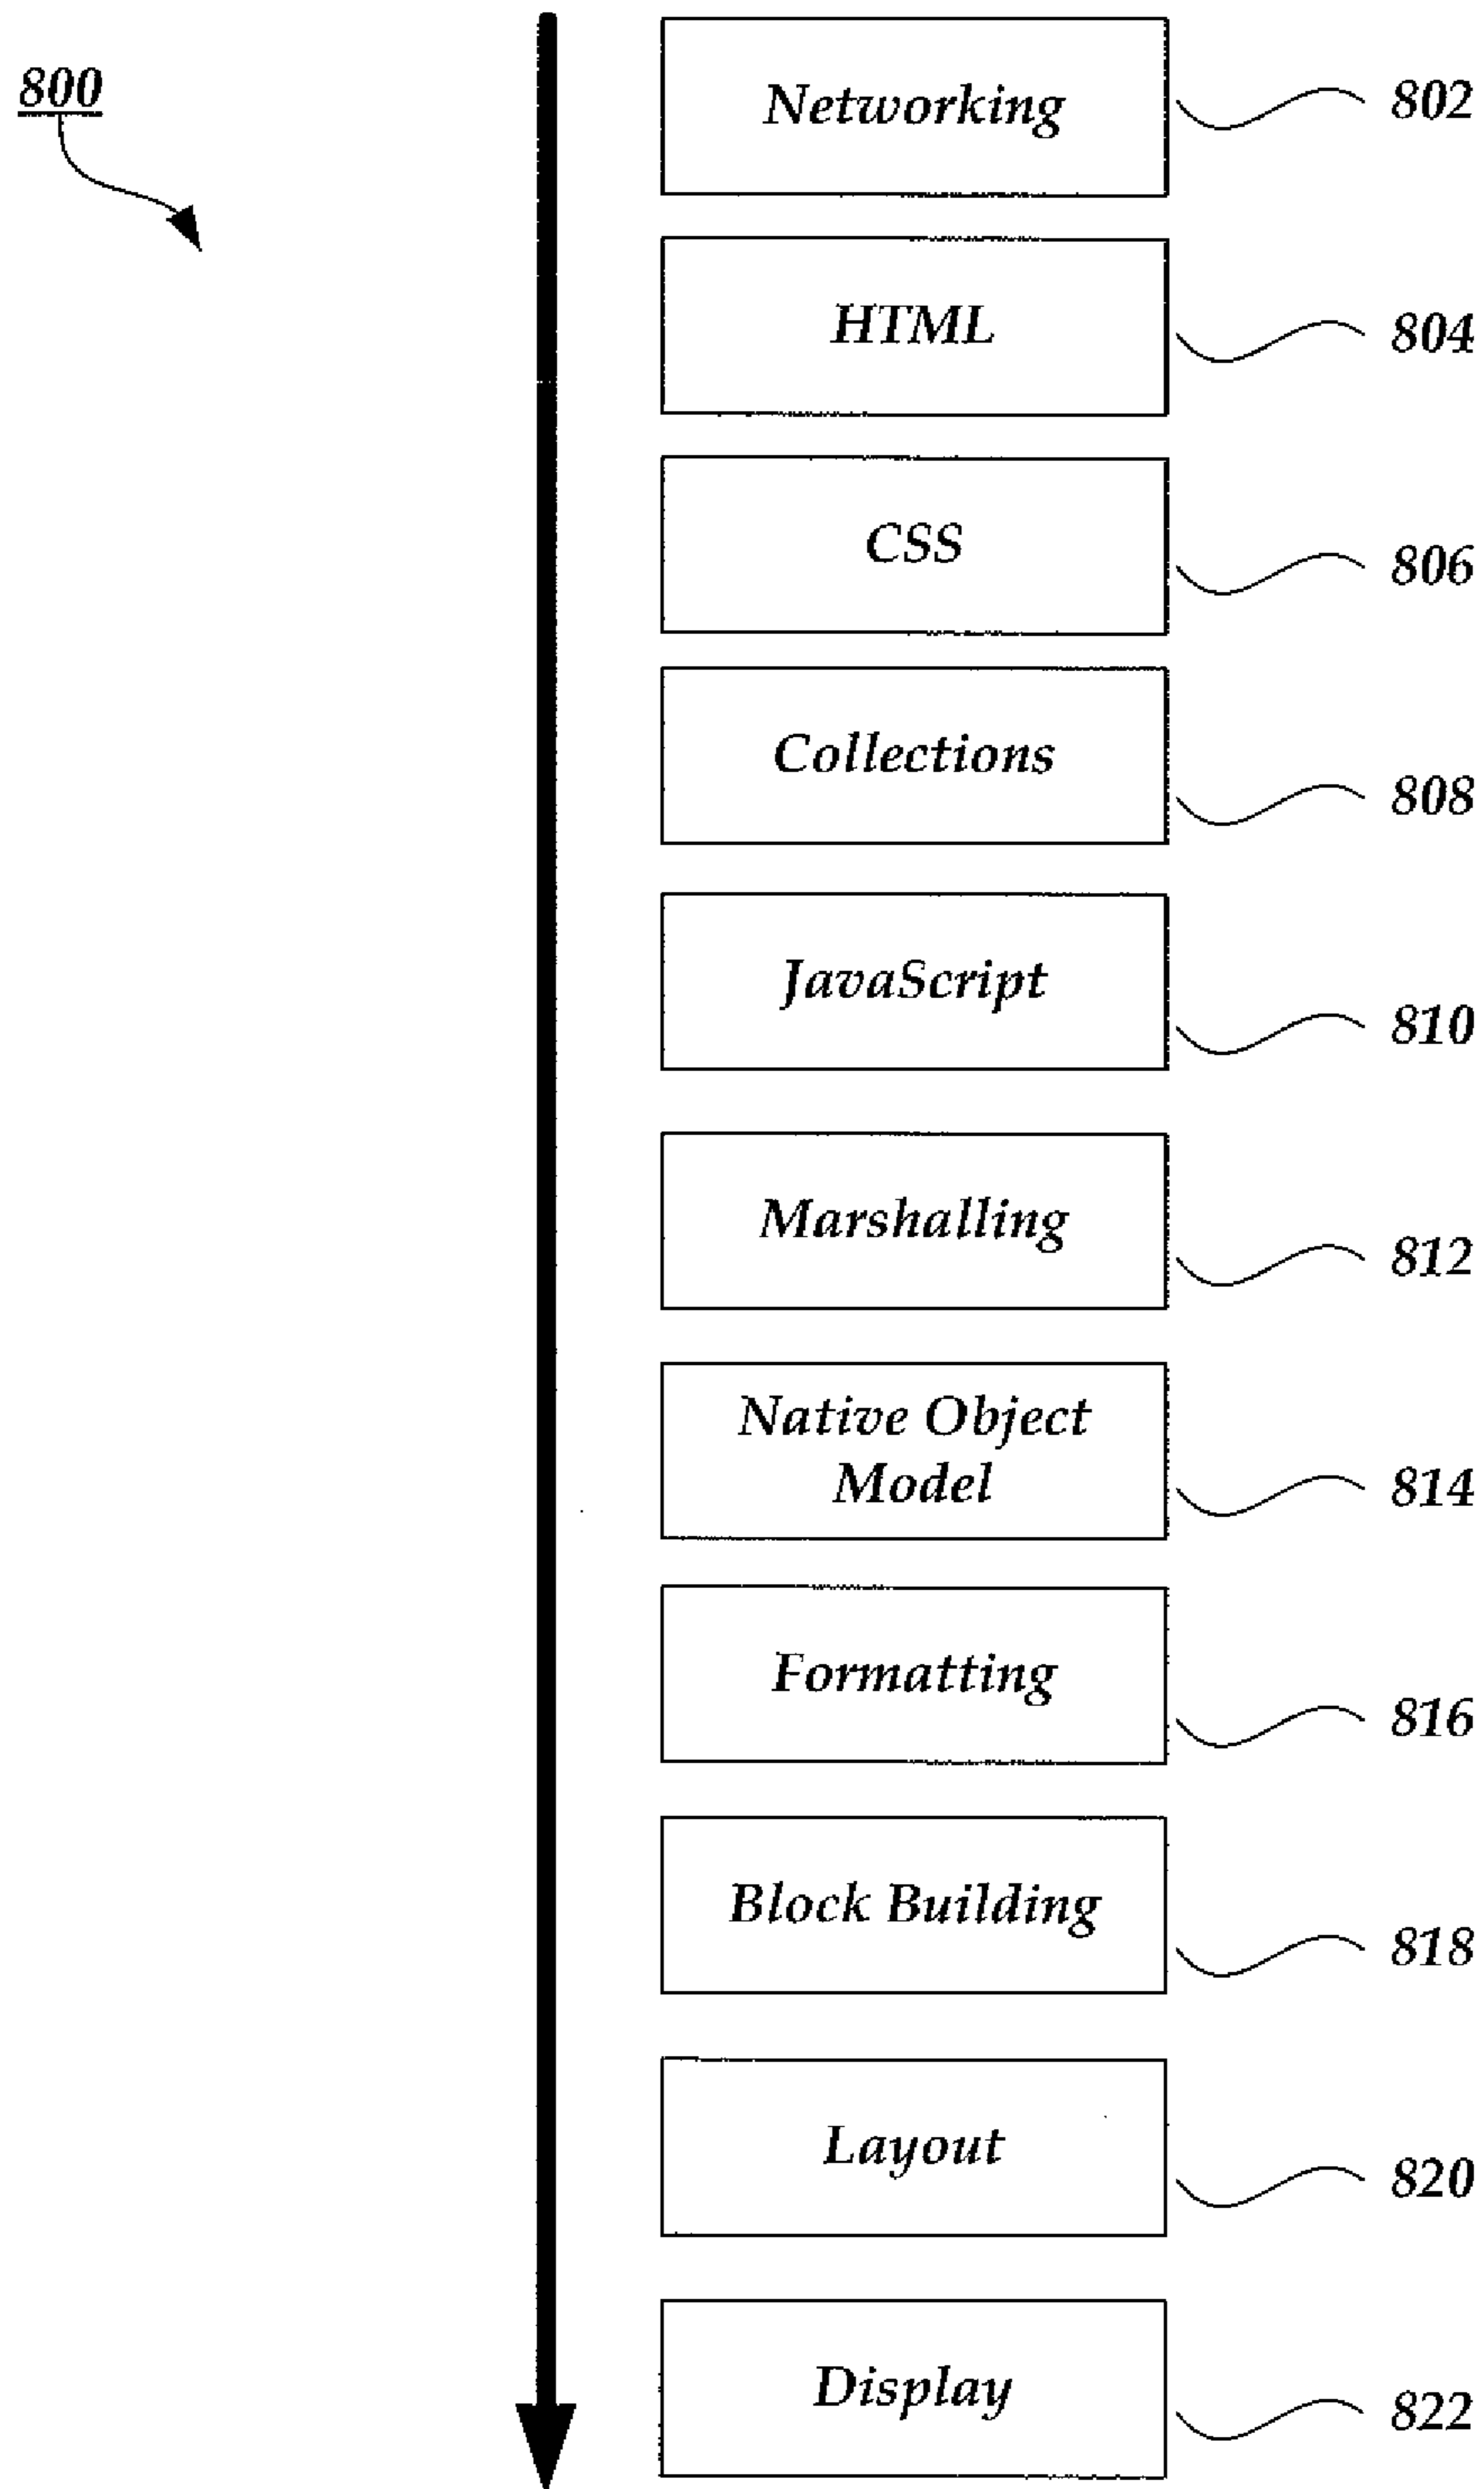 800
Networking
802
HTML
804
CSS
806
Collections
808
JavaScript
810
Marshalling
812
Native Object
Model
814
Formatting
816
Block Building
818
Layout
820
Display
822